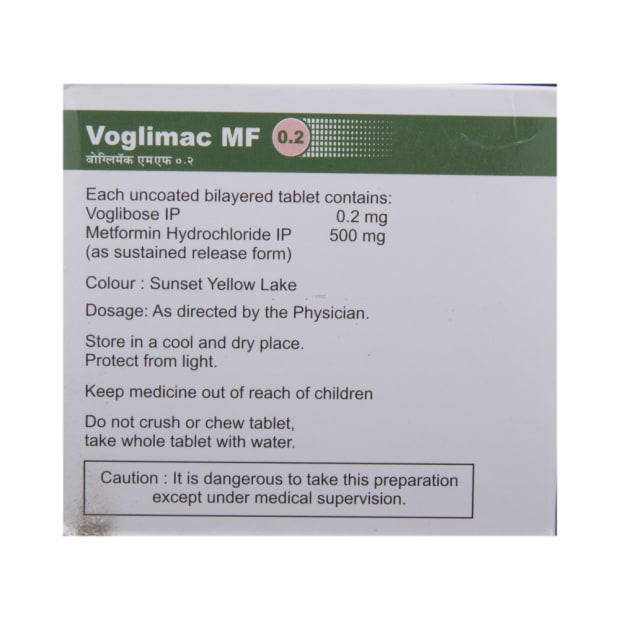 Voglimac MF 0.2
वोग्लिमॅक एमएफ ०.२
Each uncoated bilayered tablet contains:
Voglibose IP 0.2 mg
Metformin Hydrochloride IP 500 mg
(as sustained release form)
Colour : Sunset Yellow Lake
Dosage: As directed by the Physician.
Store in a cool and dry place.
Protect from light.
Keep medicine out of reach of children
Do not crush or chew tablet,
take whole tablet with water.
Caution : It is dangerous to take this preparation
except under medical supervision.